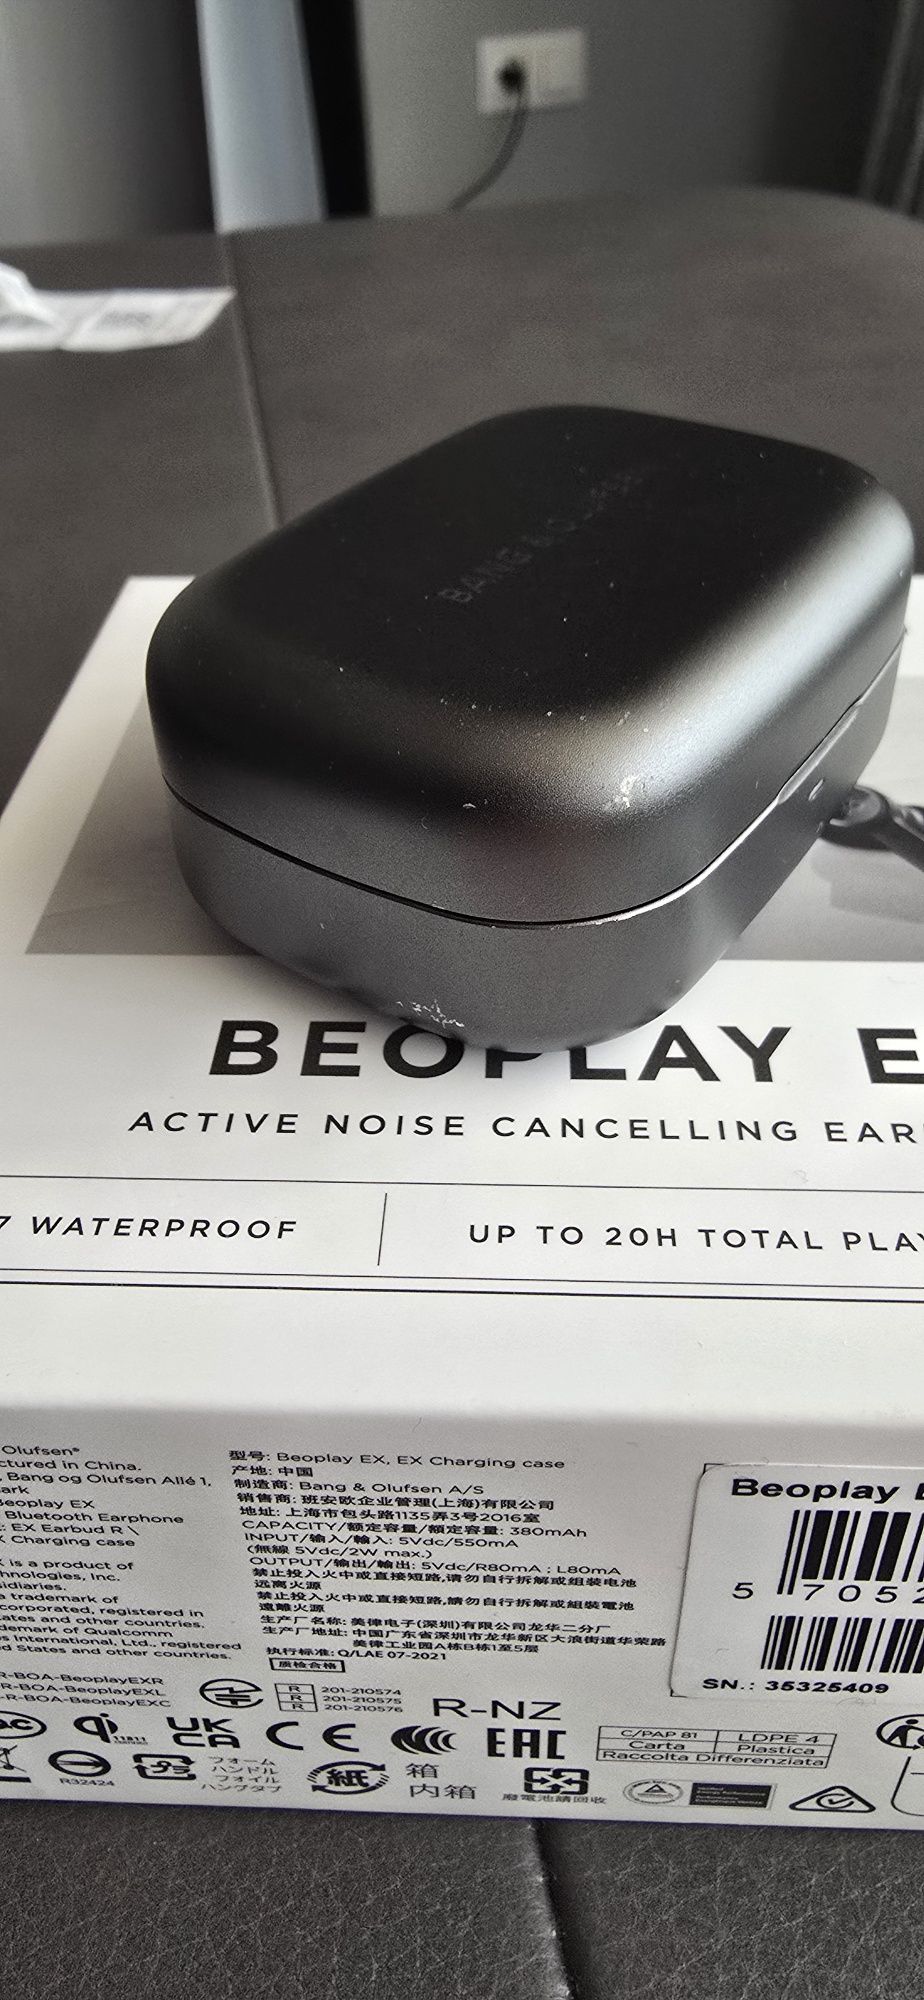 BANG & OLUFSEN
BEOPLAY E
ACTIVE NOISE CANCELLING EAR
7 WATERPROOF
UP TO 20H TOTAL PLAY
Olufsen®
ctured in China.
, Bang og Olufsen Allé 1,
ark
Beoplay EX
Bluetooth Earphone
: EX Earbud R \
X Charging case
X is a product of
hnologies, Inc.
sidiaries.
a trademark of
corporated, registered in
ates and other countries.
demark of Qualcomm
s International, Ltd., registered
d States and other countries.
R-BOA-BeoplayEXR
-R-BOA-BeoplayEXL
-R-BOA-BeoplayEXC
型号: Beoplay EX, EX Charging case
产地: 中国
制造商: Bang & Olufsen A/S
销售商: 班安欧企业管理(上海)有限公司
地址: 上海市包头路1135弄3号2016室
CAPACITY/额定容量/額定容量: 380mAh
INPUT/输入/輸入: 5Vdc/550mA
(無線 5Vdc/2W max.)
OUTPUT/输出/輸出: 5Vdc/R80mA ; L80mA
禁止投入火中或直接短路,请勿自行拆解或组装电池
远离火源
禁止投入火中或直接短路,請勿自行拆解或組裝電池
遠離火源
生产厂名称: 美律电子(深圳)有限公司龙华二分厂
生产厂地址: 中国广东省深圳市龙华新区大浪街道华荣路
美律工业园A栋B栋1至5层
执行标准: Q/LAE 07-2021
质检合格
R 201-210574
R 201-210575
R 201-210576
R-NZ
Beoplay E
5 7052
SN.: 35325409
qi
UK
CA
CE
EAC
C/PAP 81 LDPE 4
Carta Plastica
Raccolta Differenziata
R32424
フォーム
ハンドル
フォイル
ハングタブ
紙
箱
内箱
廢電池請回收